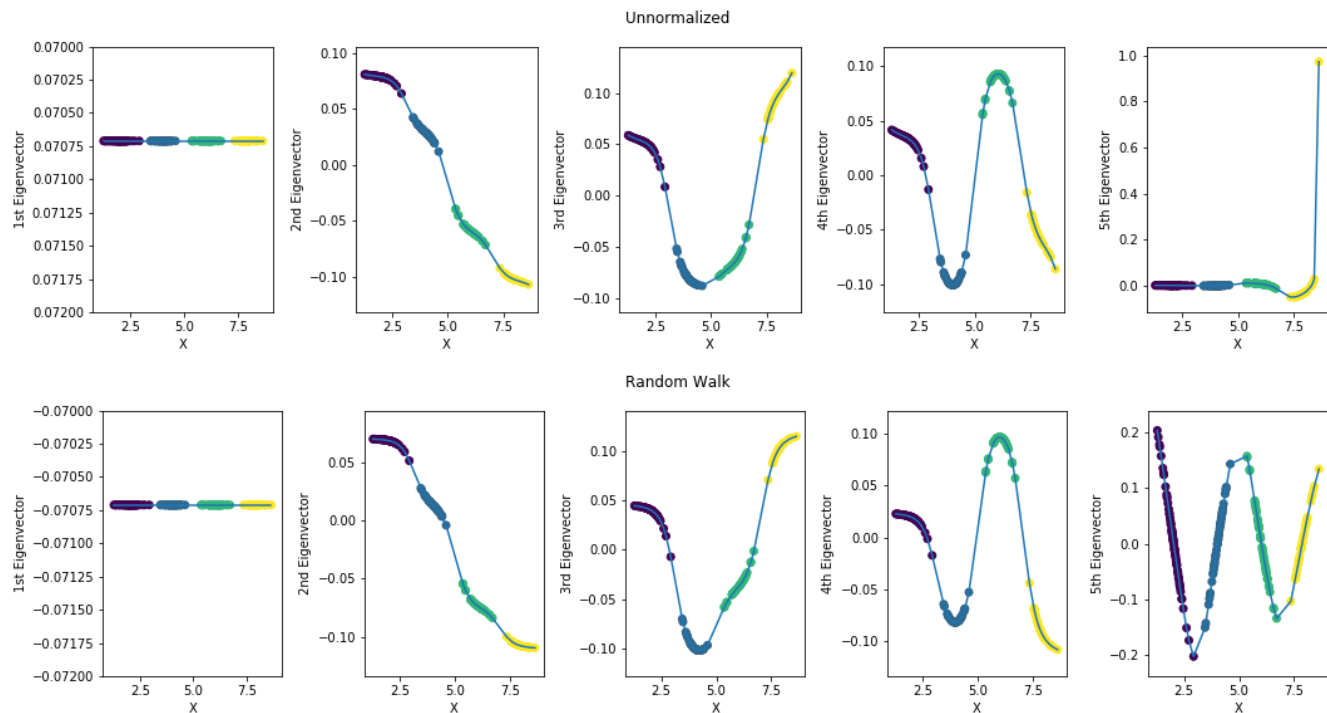 Unnormalized
0.07000
0.07025
0.07050
0.07075
0.07100
0.07125
0.07150
0.07175
0.07200
1st Eigenvector
2.5 5.0 7.5
X
0.10
0.05
0.00
−0.05
−0.10
2nd Eigenvector
2.5 5.0 7.5
X
0.10
0.05
0.00
−0.05
−0.10
3rd Eigenvector
2.5 5.0 7.5
X
0.10
0.05
0.00
−0.05
−0.10
4th Eigenvector
2.5 5.0 7.5
X
1.0
0.8
0.6
0.4
0.2
0.0
5th Eigenvector
2.5 5.0 7.5
X
Random Walk
−0.07000
−0.07025
−0.07050
−0.07075
−0.07100
−0.07125
−0.07150
−0.07175
−0.07200
1st Eigenvector
2.5 5.0 7.5
X
0.05
0.00
−0.05
−0.10
2nd Eigenvector
2.5 5.0 7.5
X
0.10
0.05
0.00
−0.05
−0.10
3rd Eigenvector
2.5 5.0 7.5
X
0.10
0.05
0.00
−0.05
−0.10
4th Eigenvector
2.5 5.0 7.5
X
0.2
0.1
0.0
−0.1
−0.2
5th Eigenvector
2.5 5.0 7.5
X